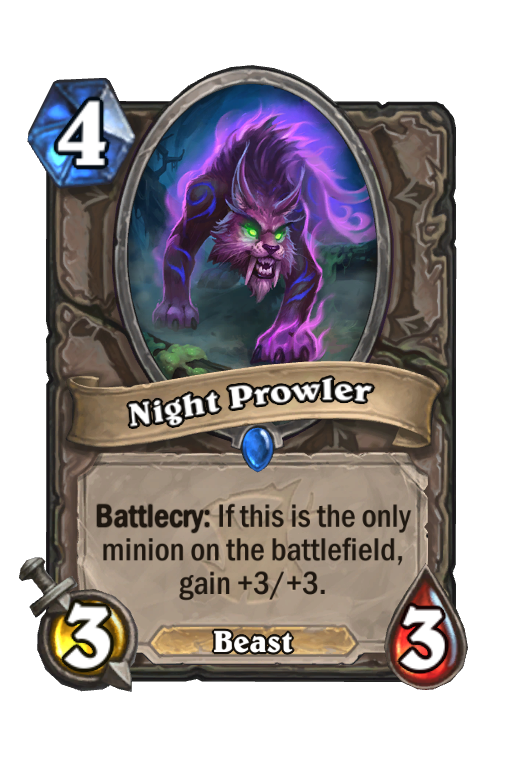 4
Night Prowler
Battlecry: If this is the only
minion on the battlefield,
gain +3/+3.
3
Beast
3